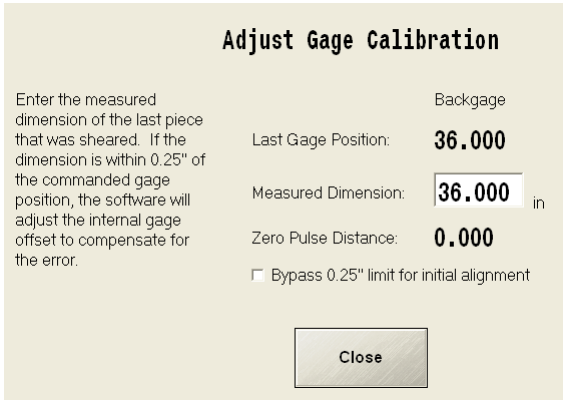 Adjust Gage Calibration
Enter the measured
dimension of the last piece
that was sheared. If the
dimension is within 0.25" of
the commanded gage
position, the software will
adjust the internal gage
offset to compensate for
the error.
Backgage
Last Gage Position: 36.000
Measured Dimension: 36.000 in
Zero Pulse Distance: 0.000
Bypass 0.25" limit for initial alignment
Close